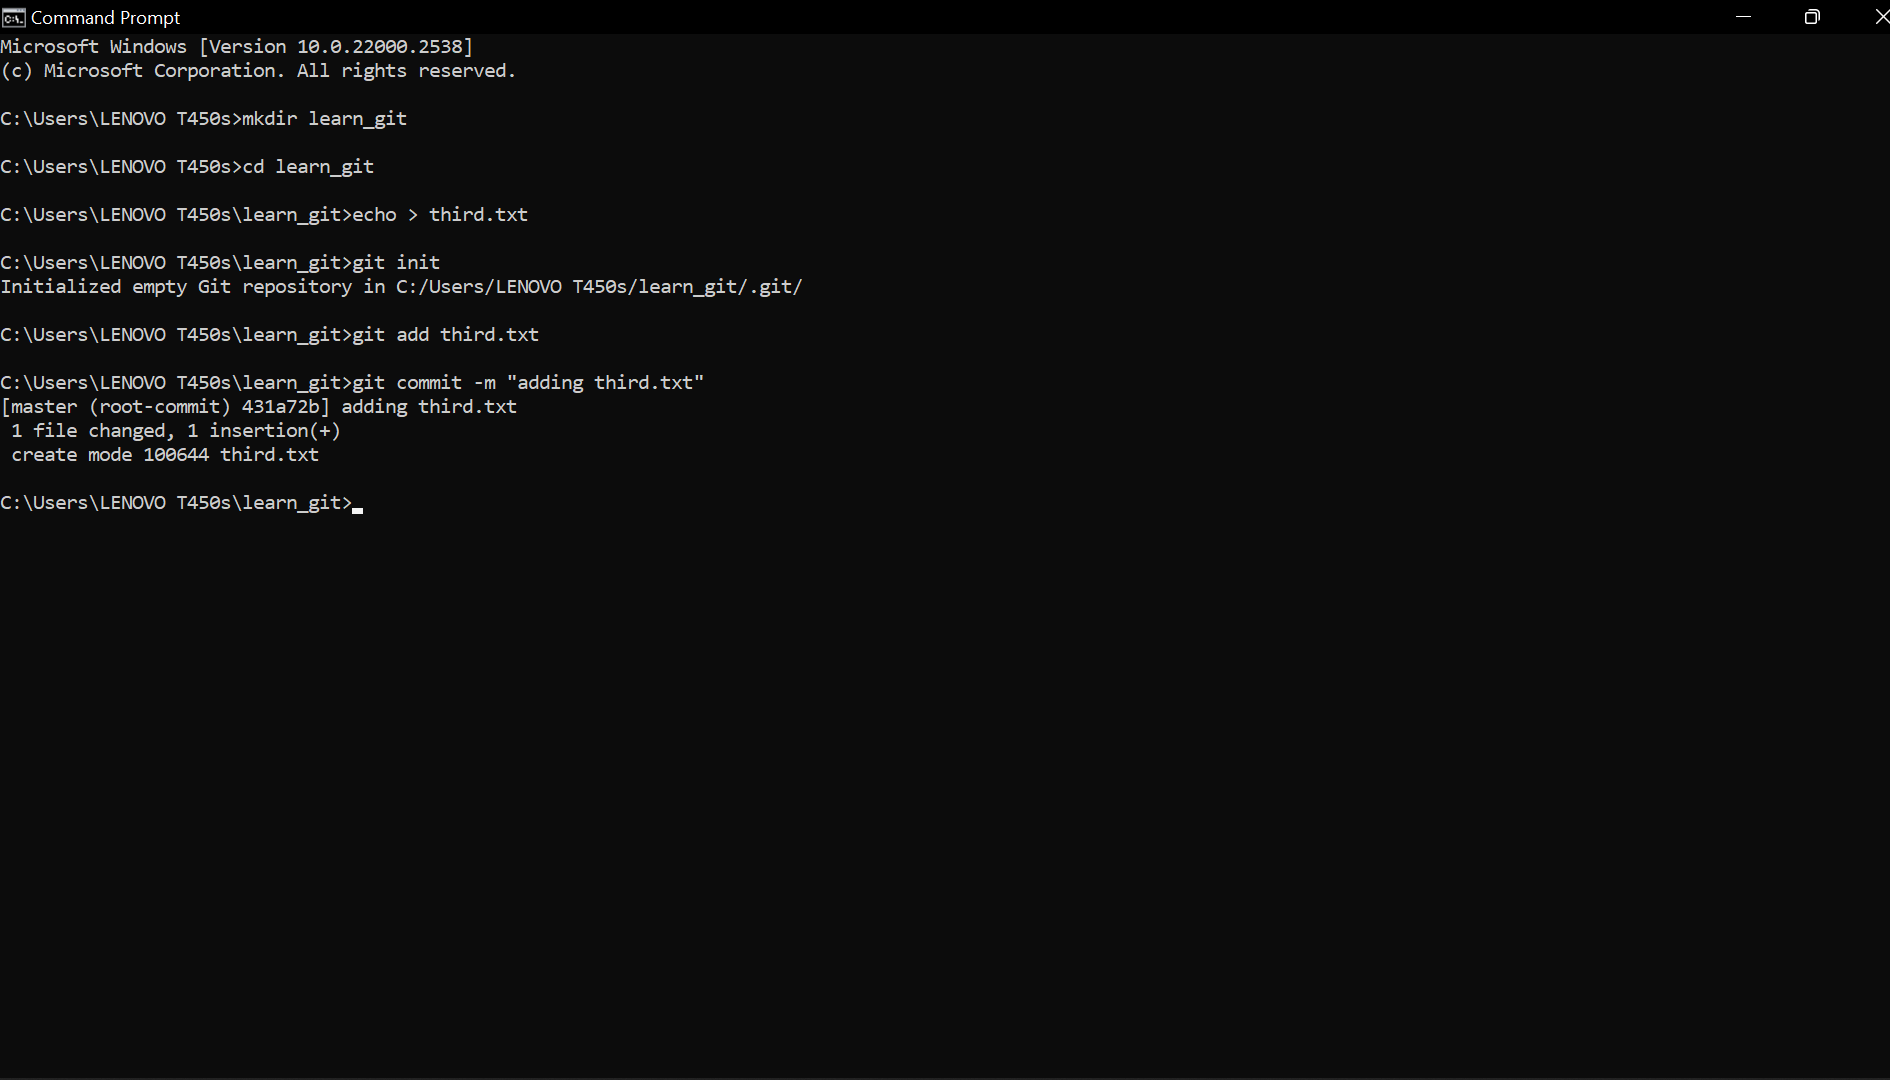 Command Prompt
Microsoft Windows [Version 10.0.22000.2538]
(c) Microsoft Corporation. All rights reserved.
C:\Users\LENOVO T450s>mkdir learn_git
C:\Users\LENOVO T450s>cd learn_git
C:\Users\LENOVO T450s\learn_git>echo > third.txt
C:\Users\LENOVO T450s\learn_git>git init
Initialized empty Git repository in C:/Users/LENOVO T450s/learn_git/.git/
C:\Users\LENOVO T450s\learn_git>git add third.txt
C:\Users\LENOVO T450s\learn_git>git commit -m "adding third.txt"
[master (root-commit) 431a72b] adding third.txt
 1 file changed, 1 insertion(+)
 create mode 100644 third.txt
C:\Users\LENOVO T450s\learn_git>